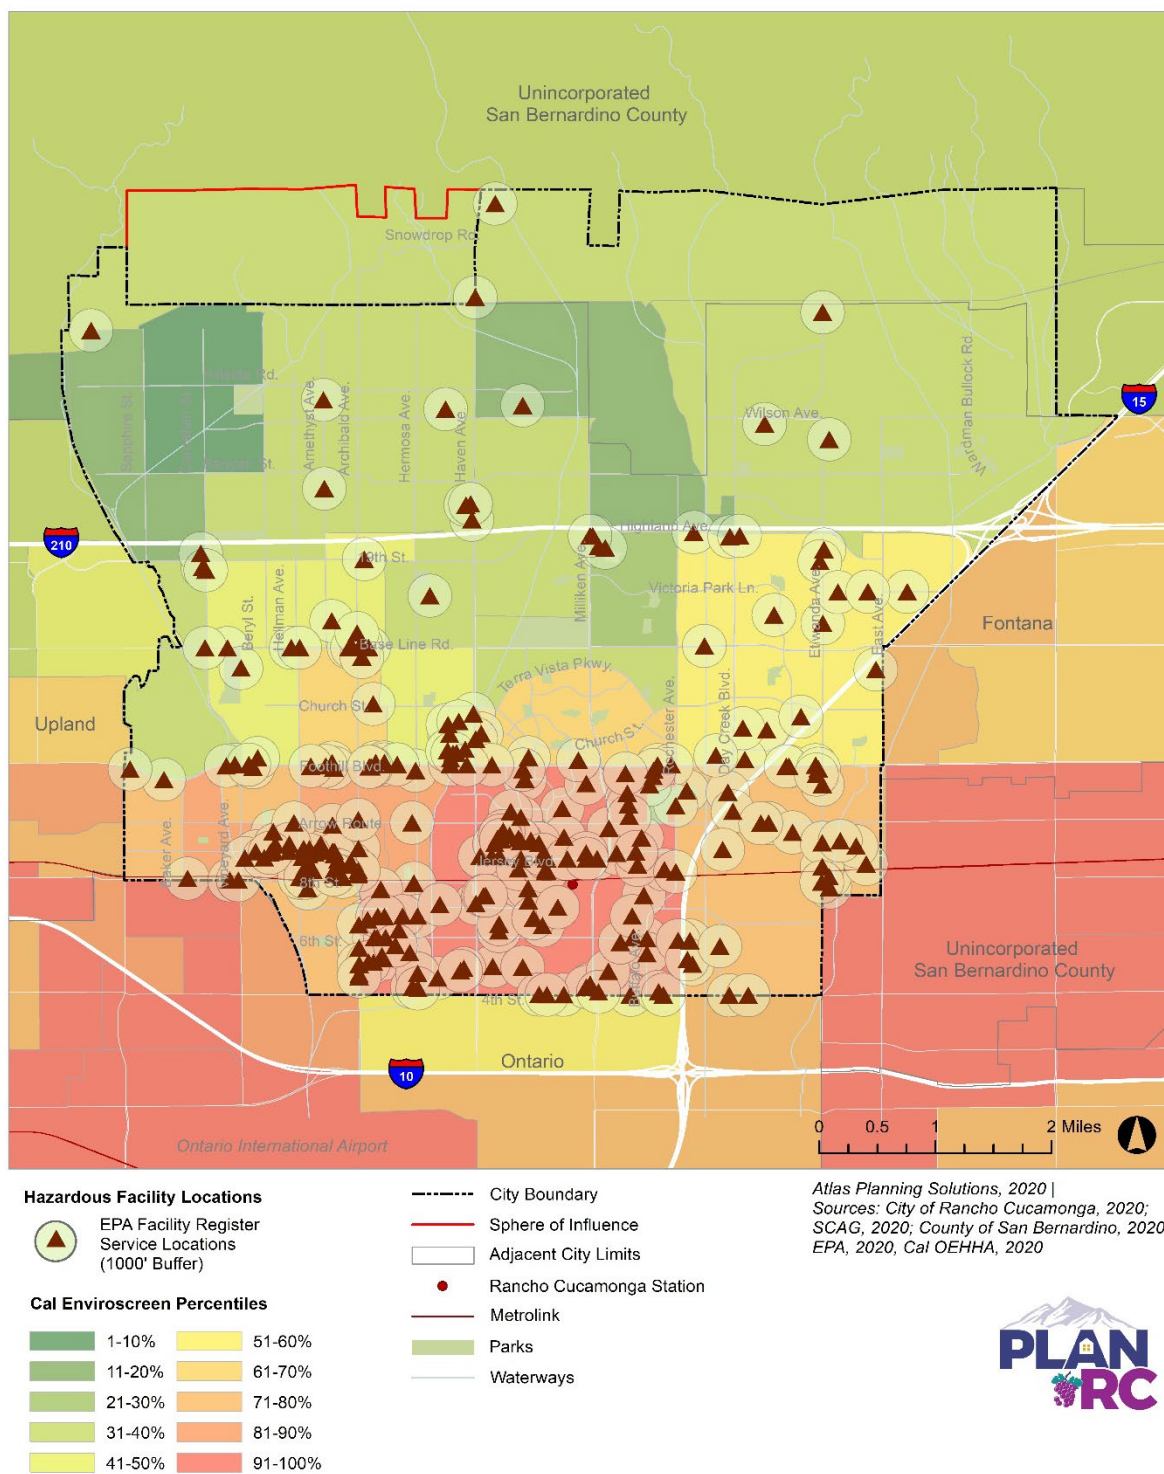 Unincorporated
San Bernardino County
Snowdrop Rd.
15
Wilson Ave.
Wardman Bullock Rd.
Sapphire St.
Amethyst Ave.
Archibald Ave.
Hermosa Ave.
Haven Ave.
210
Highland Ave.
19th St.
Milliken Ave.
Victoria Park Ln.
Beryl St.
Hellman Ave.
Etiwanda Ave.
East Ave.
Fontana
Base Line Rd.
Terra Vista Pkwy.
Upland
Church St.
Church St.
Rochester Ave.
Day Creek Blvd.
Foothill Blvd.
Arrow Route
Baker Ave.
Jersey Blvd.
8th St.
6th St.
Buffalo Ave.
Unincorporated
San Bernardino County
4th St.
Ontario
10
Ontario International Airport
0 0.5 1 2 Miles
Hazardous Facility Locations
EPA Facility Register
Service Locations
(1000' Buffer)
Cal Enviroscreen Percentiles
1-10%
11-20%
21-30%
31-40%
41-50%
51-60%
61-70%
71-80%
81-90%
91-100%
City Boundary
Sphere of Influence
Adjacent City Limits
Rancho Cucamonga Station
Metrolink
Parks
Waterways
Atlas Planning Solutions, 2020 |
Sources: City of Rancho Cucamonga, 2020;
SCAG, 2020; County of San Bernardino, 2020
EPA, 2020, Cal OEHHA, 2020
PLAN
RC